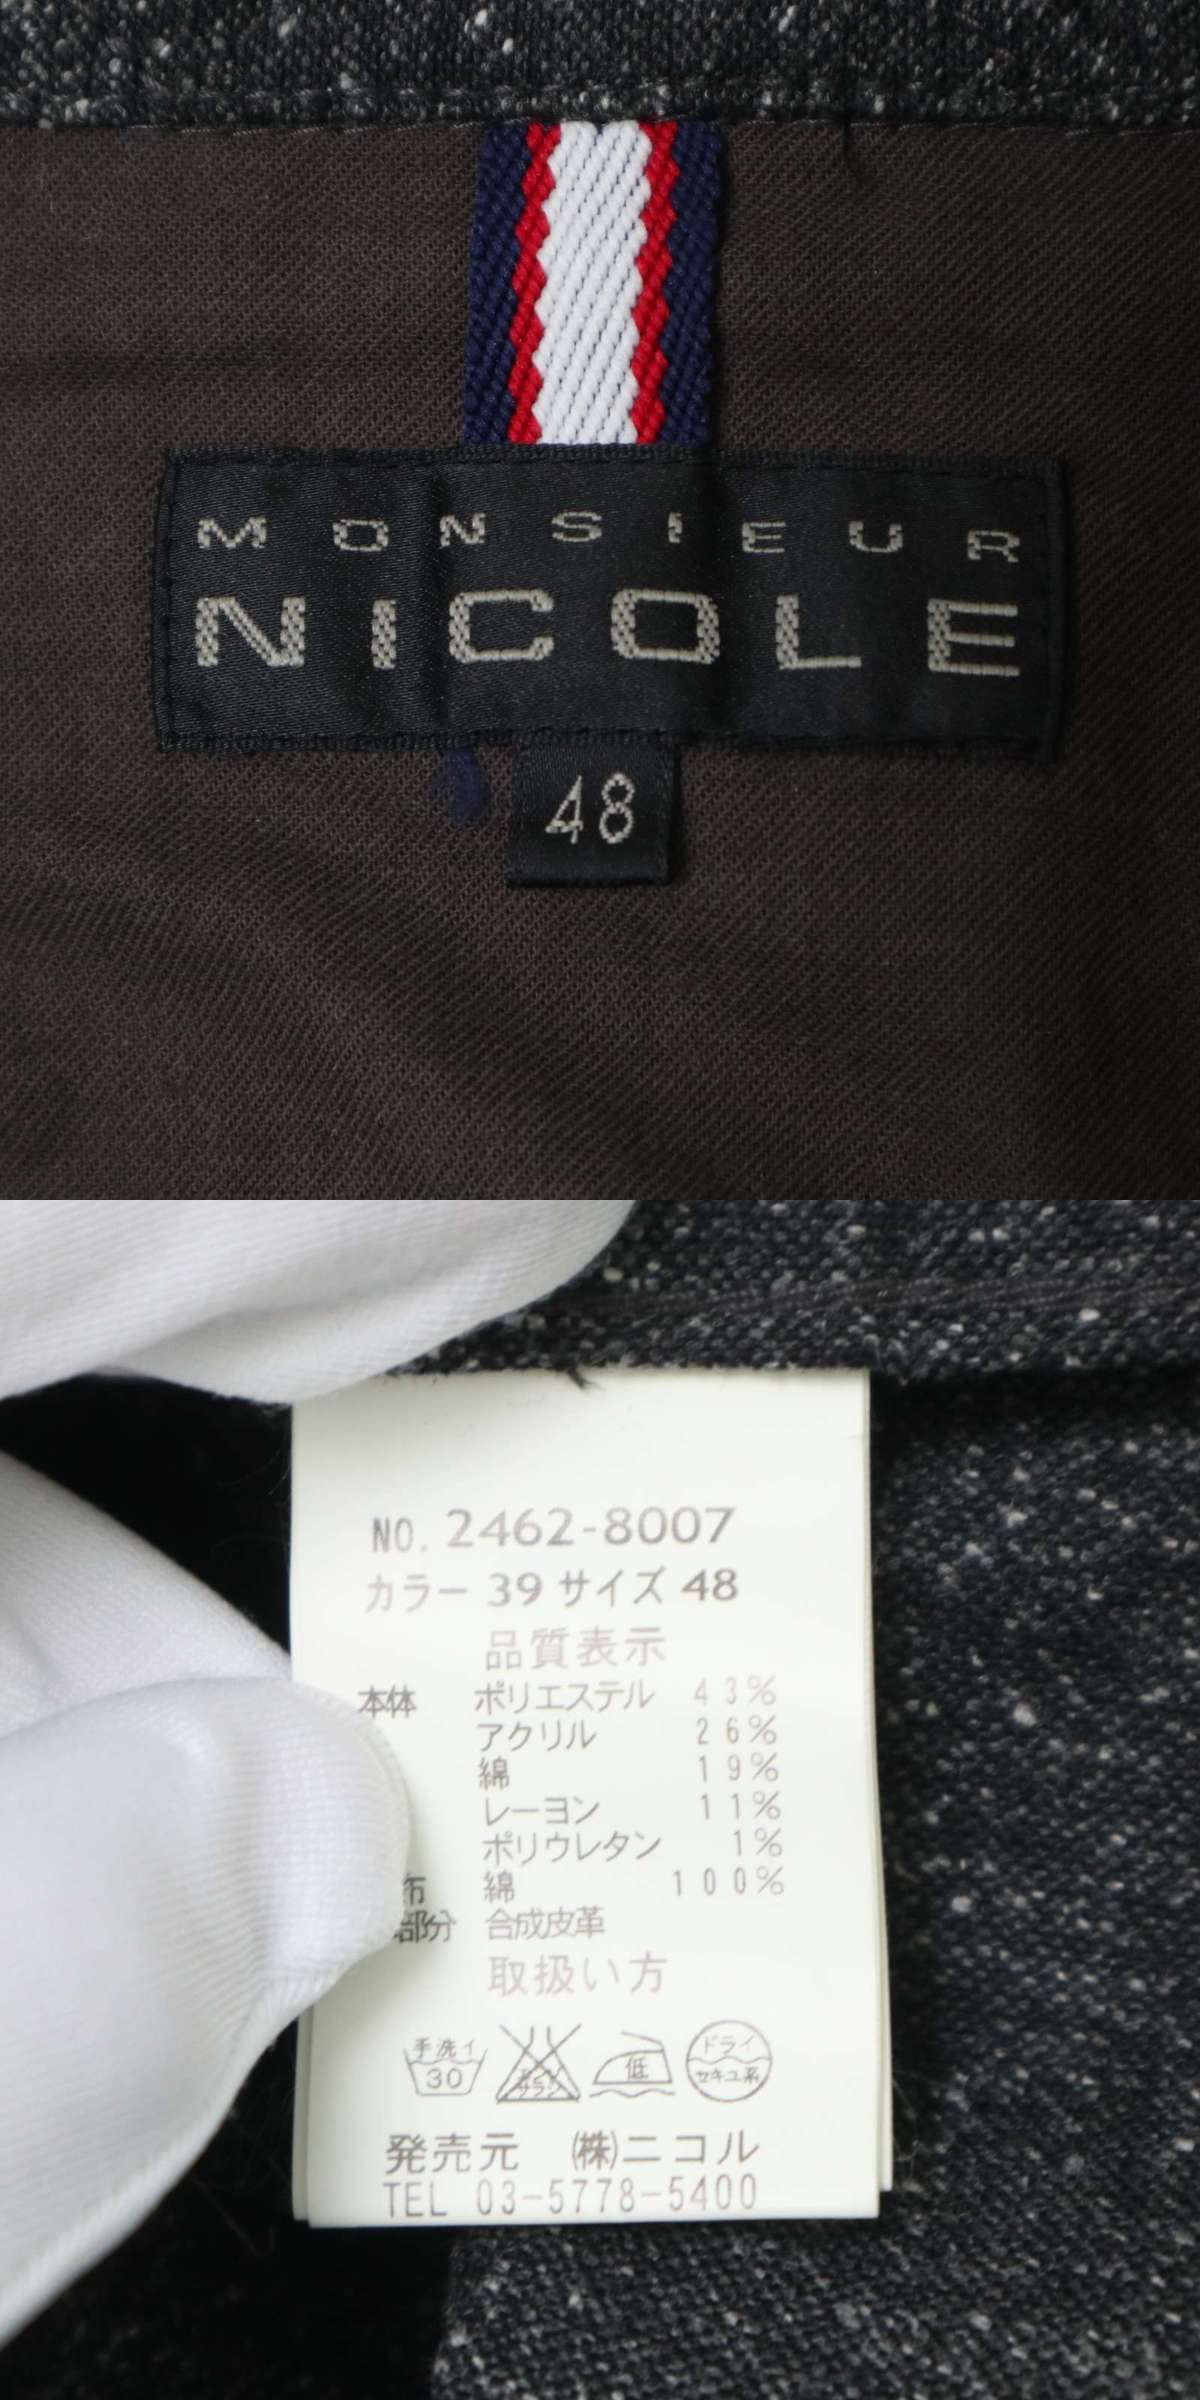 MONSIEUR
NICOLE
48
NO. 2462-8007
カラー 39 サイズ 48
品質表示
本体 ポリエステル 43%
アクリル 26%
綿 19%
レーヨン 11%
ポリウレタン 1%
布 綿 100%
部分 合成皮革
取扱い方
手洗イ 30 低 ドライ セキユ系
発売元 ㈱ニコル
TEL 03-5778-5400